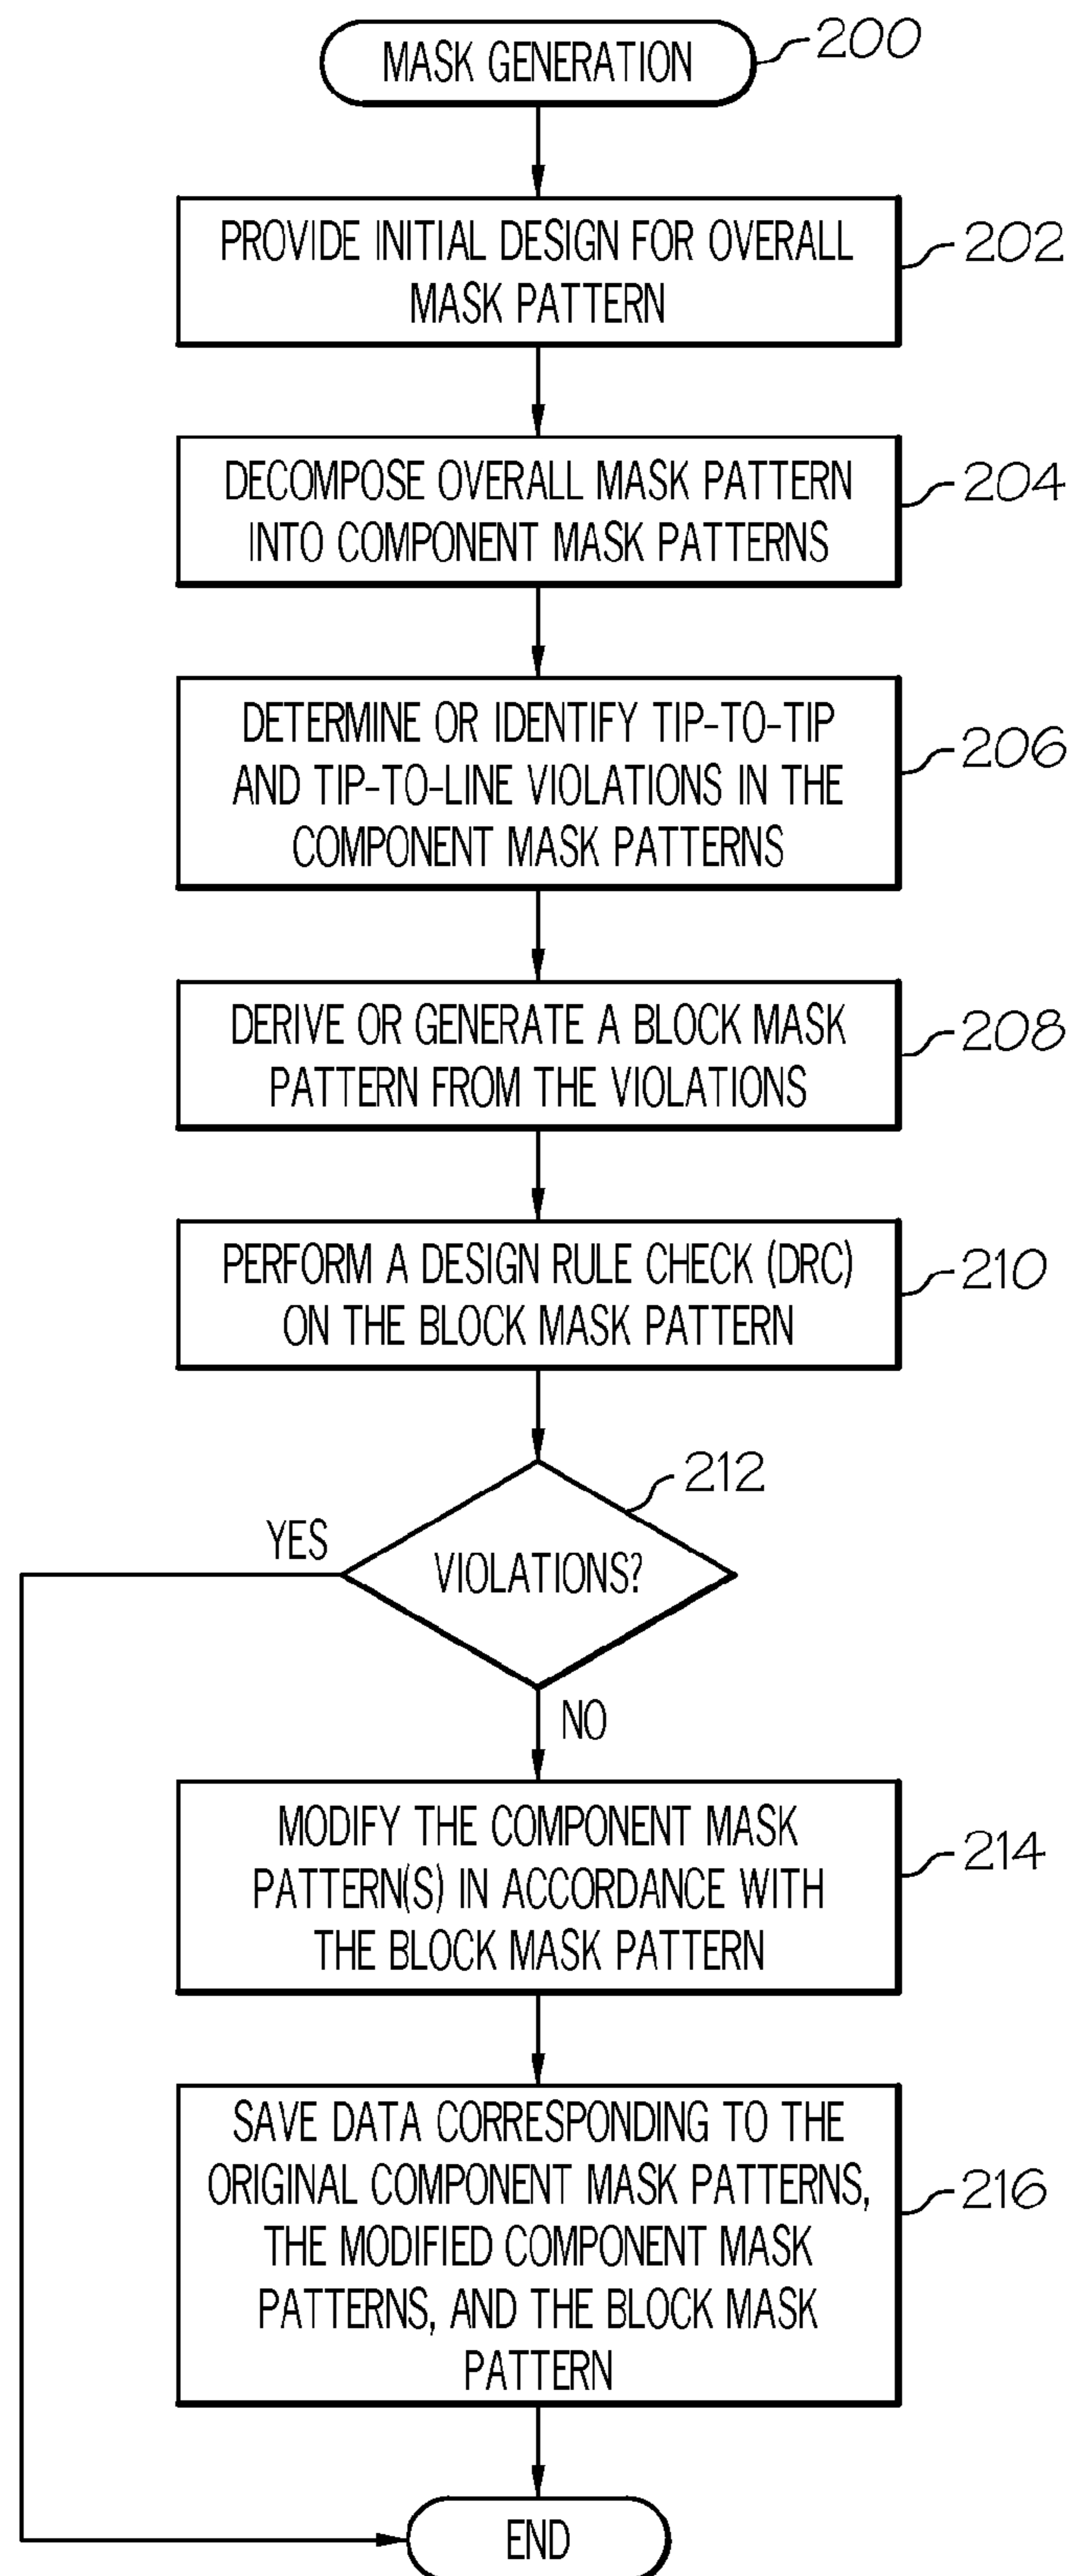 MASK GENERATION
200
PROVIDE INITIAL DESIGN FOR OVERALL
MASK PATTERN
202
DECOMPOSE OVERALL MASK PATTERN
INTO COMPONENT MASK PATTERNS
204
DETERMINE OR IDENTIFY TIP-TO-TIP
AND TIP-TO-LINE VIOLATIONS IN THE
COMPONENT MASK PATTERNS
206
DERIVE OR GENERATE A BLOCK MASK
PATTERN FROM THE VIOLATIONS
208
PERFORM A DESIGN RULE CHECK (DRC)
ON THE BLOCK MASK PATTERN
210
212
YES
VIOLATIONS?
NO
MODIFY THE COMPONENT MASK
PATTERN(S) IN ACCORDANCE WITH
THE BLOCK MASK PATTERN
214
SAVE DATA CORRESPONDING TO THE
ORIGINAL COMPONENT MASK PATTERNS,
THE MODIFIED COMPONENT MASK
PATTERNS, AND THE BLOCK MASK
PATTERN
216
END